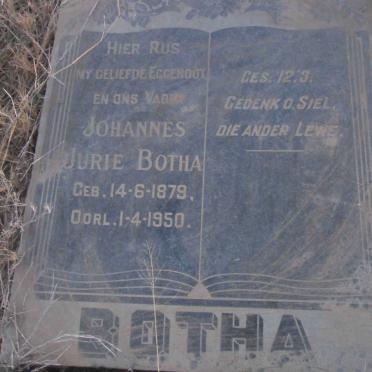 HIER RUS
MY GELIEFDE EGGENOOT
EN ONS VADER
JOHANNES
JURIE BOTHA
GEB. 14-6-1879,
OORL. 1-4-1950.
GES. 12.3.
GEDENK O SIEL,
DIE ANDER LEWE.
BOTHA